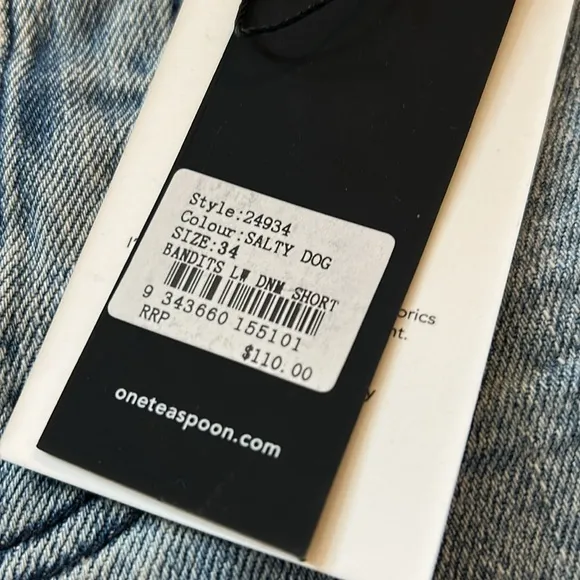 Style:24934
Colour:SALTY DOG
SIZE:34
BANDITS LW DNM SHORT
9 343660 155101
RRP
$110.00
oneteaspoon.com